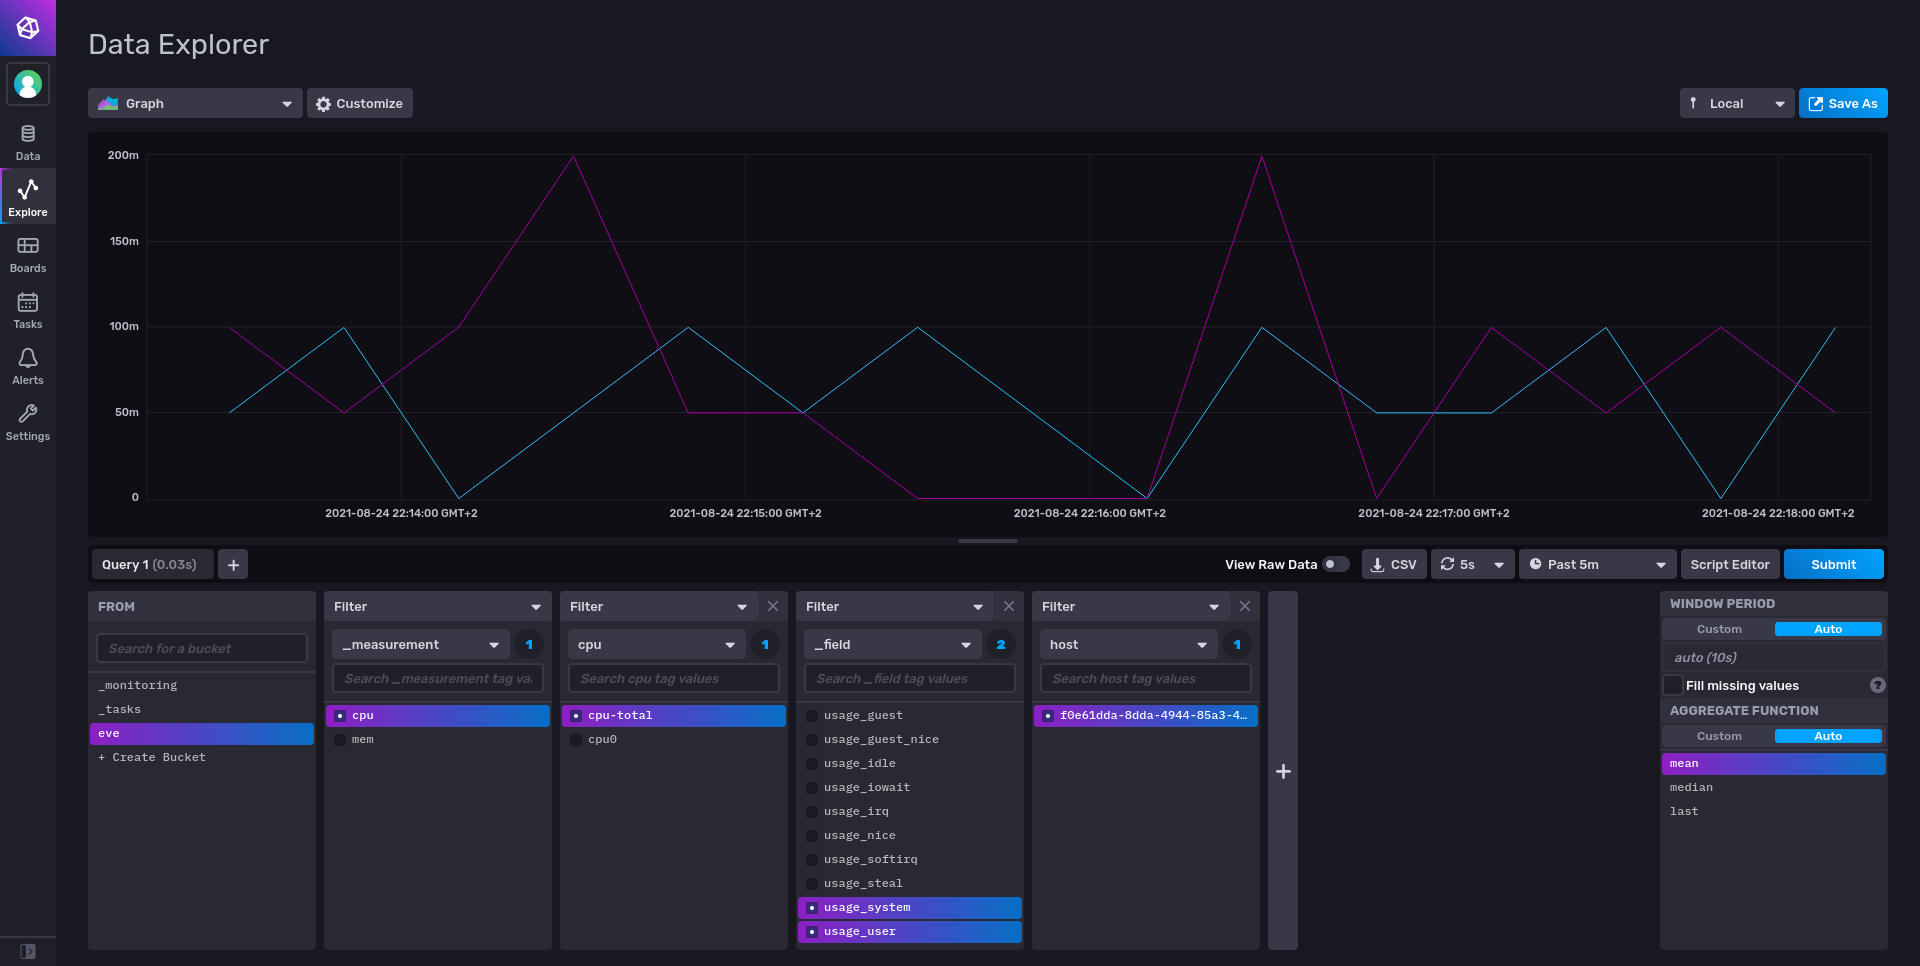 Data Explorer
Graph
Customize
Local
Save As
Data
Explore
Boards
Tasks
Alerts
Settings
200m
150m
100m
50m
0
2021-08-24 22:14:00 GMT+2
2021-08-24 22:15:00 GMT+2
2021-08-24 22:16:00 GMT+2
2021-08-24 22:17:00 GMT+2
2021-08-24 22:18:00 GMT+2
Query 1 (0.03s)
+
View Raw Data
CSV
5s
Past 5m
Script Editor
Submit
FROM
Search for a bucket
_monitoring
_tasks
eve
+ Create Bucket
Filter
_measurement
1
Search _measurement tag va
cpu
mem
Filter
cpu
1
Search cpu tag values
cpu-total
cpu0
Filter
_field
2
Search _field tag values
usage_guest
usage_guest_nice
usage_idle
usage_iowait
usage_irq
usage_nice
usage_softirq
usage_steal
usage_system
usage_user
Filter
host
1
Search host tag values
f0e61dda-8dda-4944-85a3-4…
+
WINDOW PERIOD
Custom
Auto
auto (10s)
Fill missing values
?
AGGREGATE FUNCTION
Custom
Auto
mean
median
last